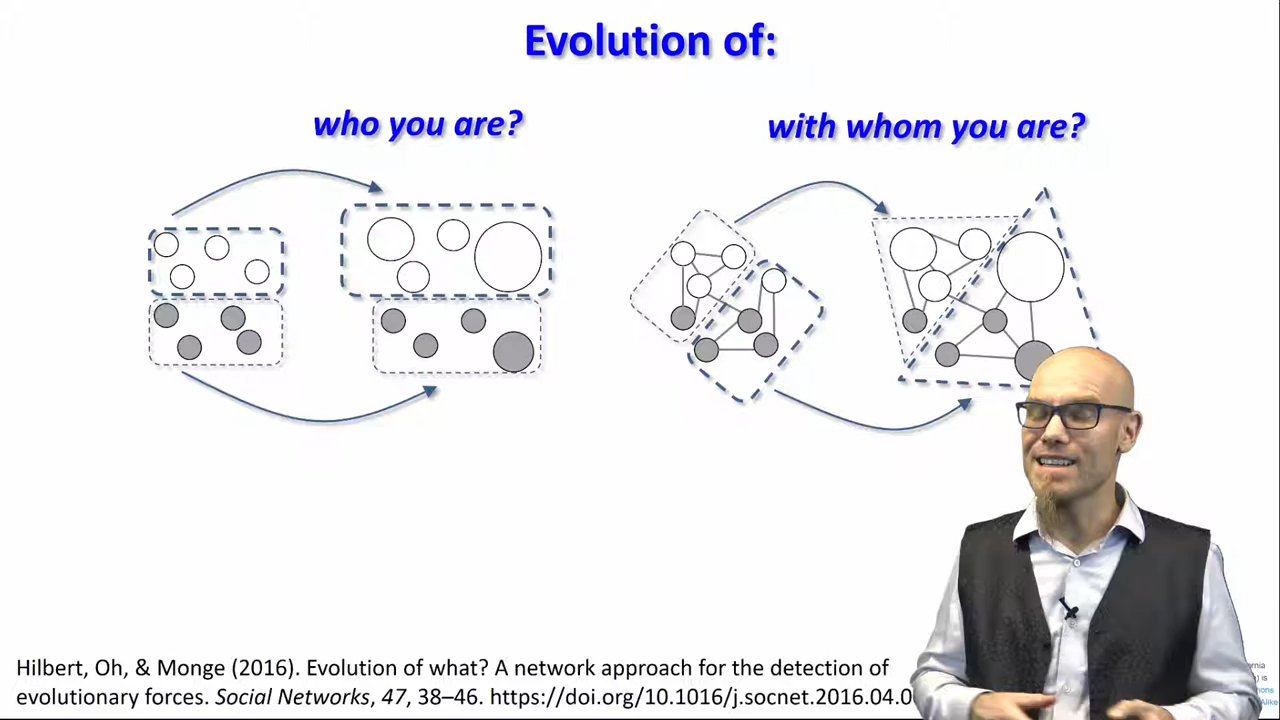 Evolution of:
who you are?
with whom you are?
Hilbert, Oh, & Monge (2016). Evolution of what? A network approach for the detection of
evolutionary forces. Social Networks, 47, 38–46. https://doi.org/10.1016/j.socnet.2016.04.0
is
Alike